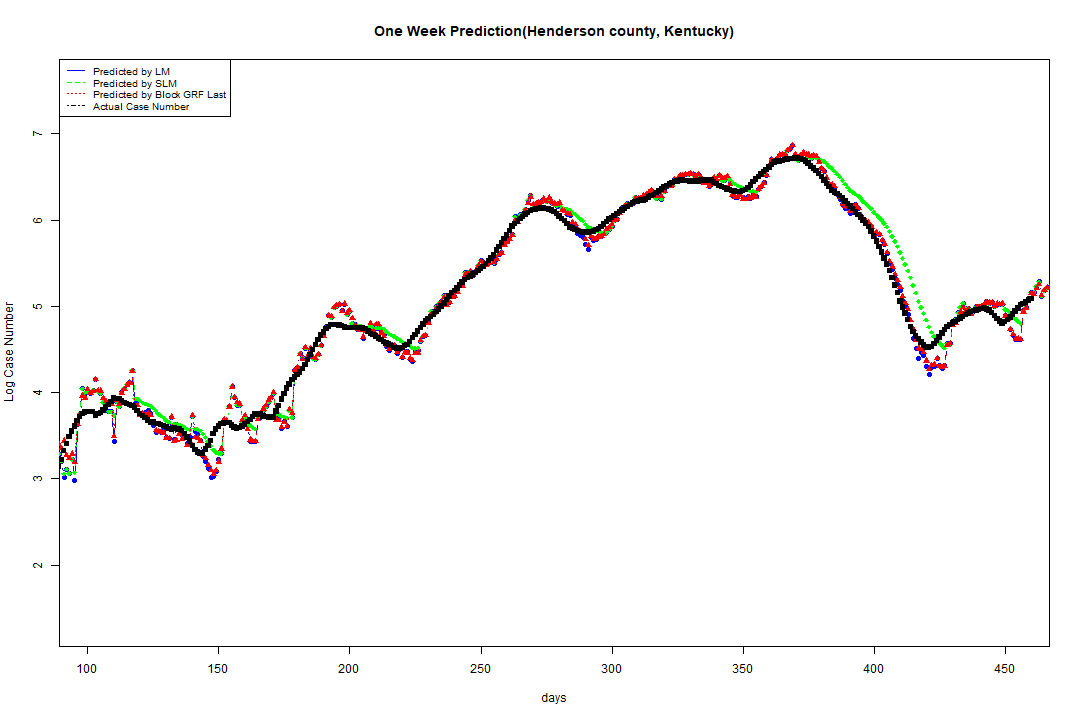 One Week Prediction(Henderson county, Kentucky)
Predicted by LM
Predicted by SLM
Predicted by Block GRF Last
Actual Case Number
Log Case Number
7
6
5
4
3
2
100 150 200 250 300 350 400 450
days